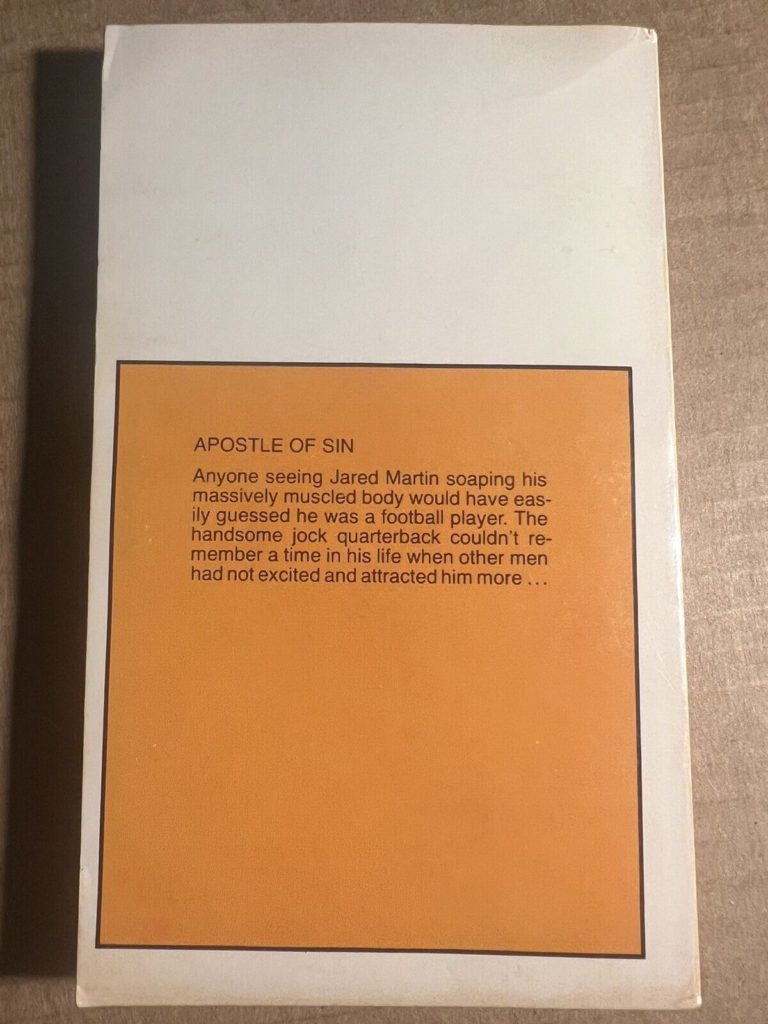 APOSTLE OF SIN
Anyone seeing Jared Martin soaping his
massively muscled body would have eas-
ily guessed he was a football player. The
handsome jock quarterback couldn't re-
member a time in his life when other men
had not excited and attracted him more ...